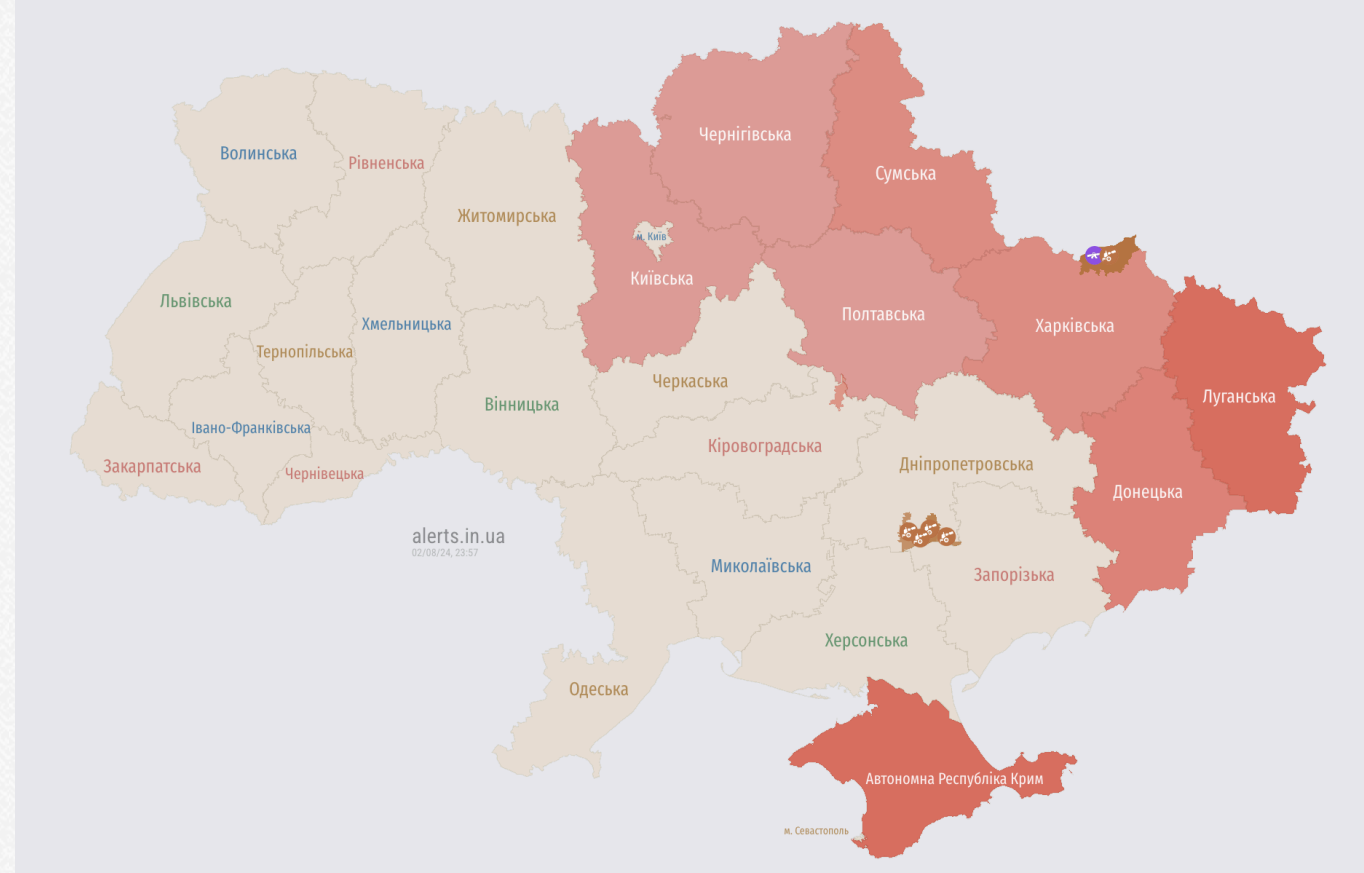 Чернігівська
Волинська
Рівненська
Сумська
Житомирська
м. Київ
Київська
Львівська
Полтавська
Хмельницька
Харківська
Тернопільська
Черкаська
Луганська
Вінницька
Івано-Франківська
Кіровоградська
Закарпатська
Чернівецька
Дніпропетровська
Донецька
alerts.in.ua
02/08/24, 23:57
Миколаївська
Запорізька
Херсонська
Одеська
Автономна Республіка Крим
м. Севастополь